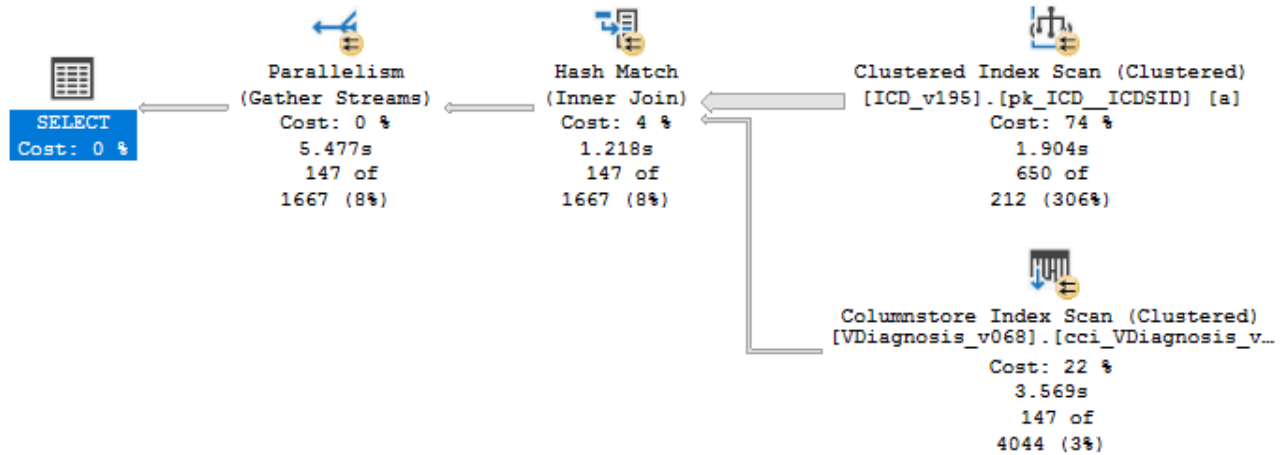 SELECT
Cost: 0 %
Parallelism
(Gather Streams)
Cost: 0 %
5.477s
147 of
1667 (8%)
Hash Match
(Inner Join)
Cost: 4 %
1.218s
147 of
1667 (8%)
Clustered Index Scan (Clustered)
[ICD_v195].[pk_ICD__ICDSID] [a]
Cost: 74 %
1.904s
650 of
212 (306%)
Columnstore Index Scan (Clustered)
[VDiagnosis_v068].[cci_VDiagnosis_v…
Cost: 22 %
3.569s
147 of
4044 (3%)